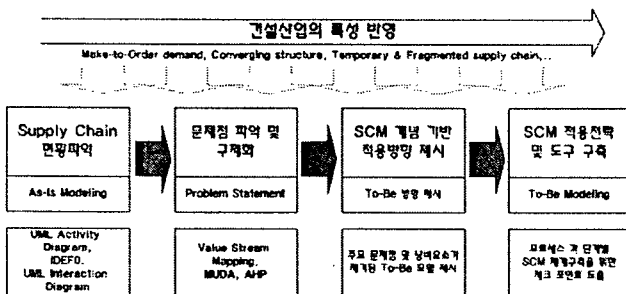 건설산업의 특성 반영
Make-to-Order demand, Converging structure, Temporary & Fragmented supply chain,..
Supply Chain
현황파악
As-Is Modeling
UML Activity
Diagram,
IDEF0,
UML Interaction
Diagram
문제점 파악 및
구체화
Problem Statement
Value Stream
Mapping,
MUDA, AHP
SCM 개념 기반
적용방향 제시
To-Be 방향 제시
주요 문제점 및 낭비요소가
제거된 To-Be 모델 제시
SCM 적용전략
및 도구 구축
To-Be Modeling
프로세스 각 단계별
SCM 재개구축을 위한
체크 포인트 도출